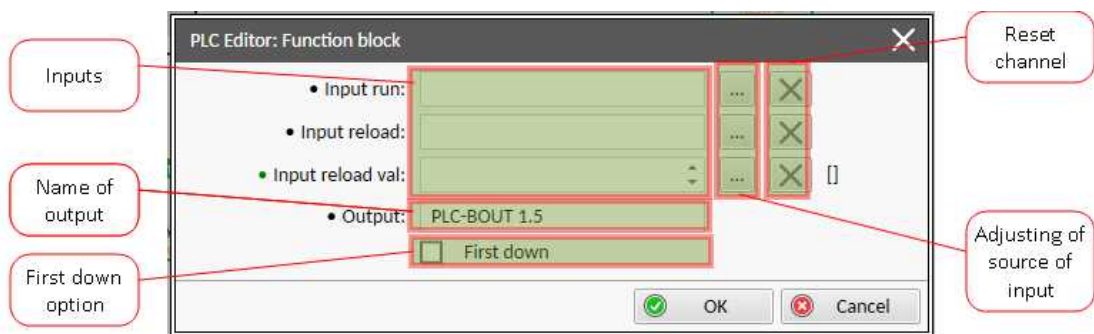 PLC Editor: Function block
Reset
channel
Inputs
• Input run:
...
• Input reload:
...
• Input reload val:
...
[]
Name of
output
• Output:
PLC-BOUT 1.5
First down
Adjusting of
source of
input
First down
option
OK
Cancel